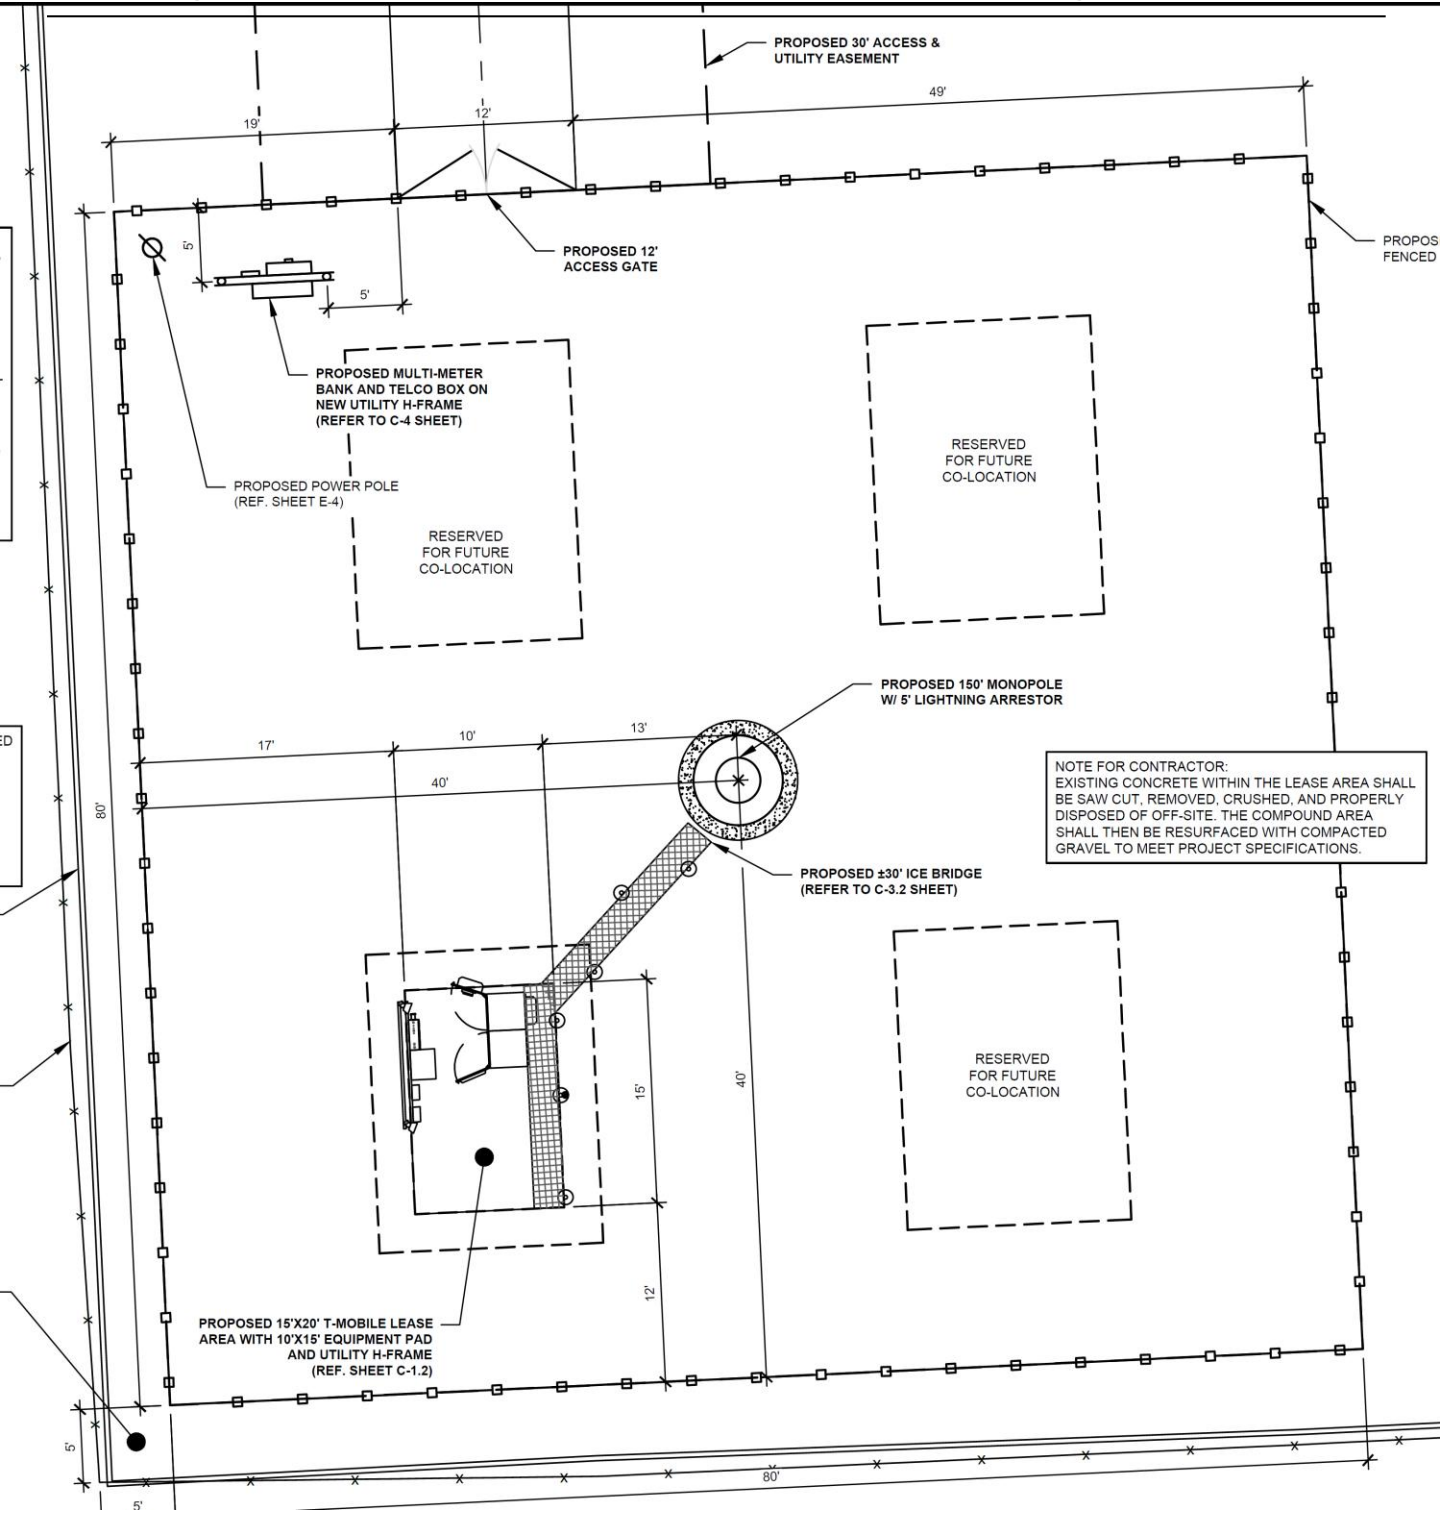 PROPOSED 30' ACCESS &
UTILITY EASEMENT
49'
12'
19'
PROPOSED 12'
ACCESS GATE
5'
5'
PROPOSED MULTI-METER
BANK AND TELCO BOX ON
NEW UTILITY H-FRAME
(REFER TO C-4 SHEET)
PROPOSED POWER POLE
(REF. SHEET E-4)
RESERVED
FOR FUTURE
CO-LOCATION
RESERVED
FOR FUTURE
CO-LOCATION
PROPOS
FENCED
PROPOSED 150' MONOPOLE
W/ 5' LIGHTNING ARRESTOR
17'
10'
13'
40'
80'
ED
NOTE FOR CONTRACTOR:
EXISTING CONCRETE WITHIN THE LEASE AREA SHALL
BE SAW CUT, REMOVED, CRUSHED, AND PROPERLY
DISPOSED OF OFF-SITE. THE COMPOUND AREA
SHALL THEN BE RESURFACED WITH COMPACTED
GRAVEL TO MEET PROJECT SPECIFICATIONS.
PROPOSED ±30' ICE BRIDGE
(REFER TO C-3.2 SHEET)
RESERVED
FOR FUTURE
CO-LOCATION
15'
40'
12'
PROPOSED 15'X20' T-MOBILE LEASE
AREA WITH 10'X15' EQUIPMENT PAD
AND UTILITY H-FRAME
(REF. SHEET C-1.2)
5'
80'
5'